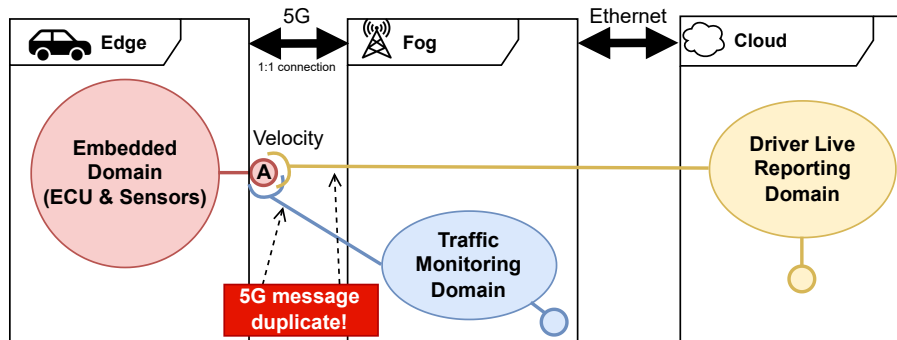 5G
Ethernet
Edge
1:1 connection
Fog
Cloud
Velocity
A
Embedded
Domain
(ECU & Sensors)
Driver Live
Reporting
Domain
Traffic
Monitoring
Domain
5G message
duplicate!